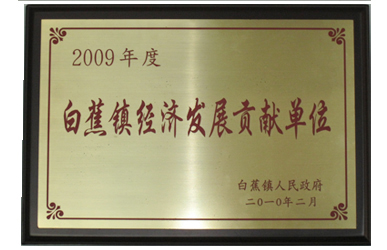 2009年度
白蕉镇经济发展贡献单位
白蕉镇人民政府
二〇一〇年二月